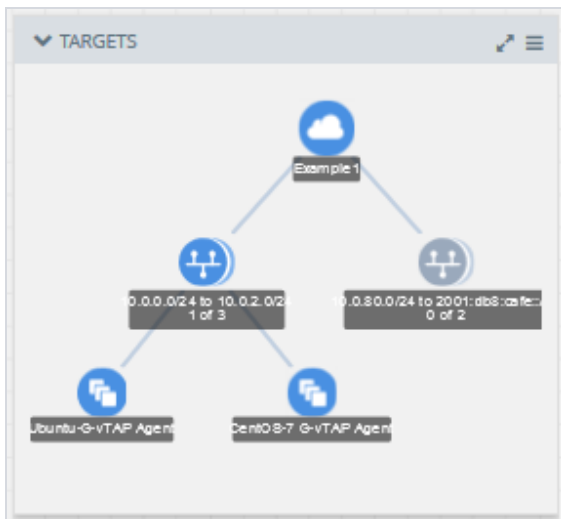 TARGETS
Example1
10.0.0.0/24 to 10.0.2.0/24
1 of 3
10.0.80.0/24 to 2001:db8:cafe:
0 of 2
Ubuntu-G-vTAP Agent
CentOS-7 G-vTAP Agent